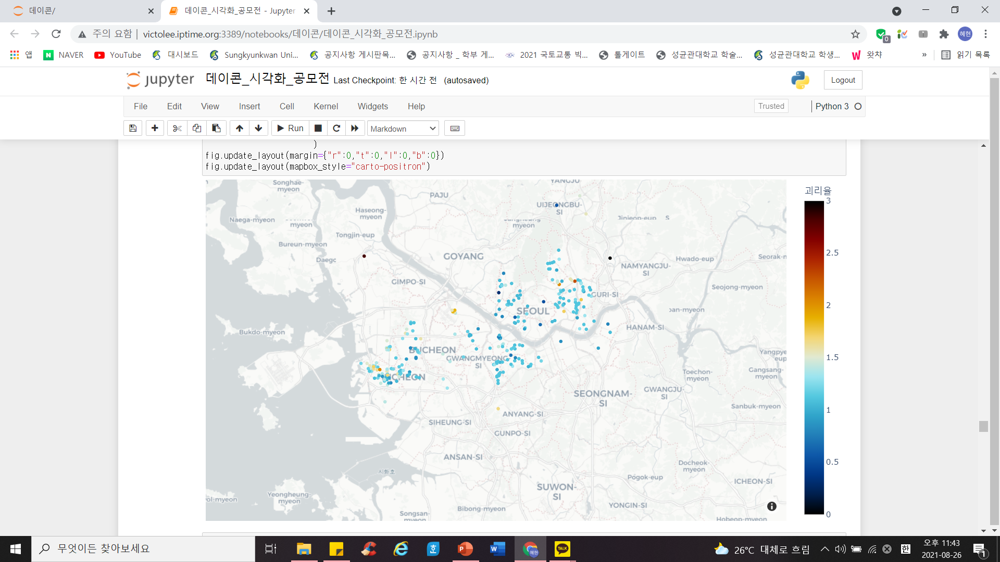 데이콘/
데이콘_시각화_공모전 - Jupyter
주의 요함 | victolee.iptime.org:3389/notebooks/데이콘/데이콘_시각화_공모전.ipynb
0
혜현
앱
NAVER
YouTube
대시보드
Sungkyunkwan Uni...
공지사항 게시판목...
공지사항 _ 학부 게...
2021 국토교통 빅...
톨게이트
성균관대학교 학술...
성균관대학교 학생...
왓챠
»
읽기 목록
jupyter
데이콘_시각화_공모전 Last Checkpoint: 한 시간 전 (autosaved)
Logout
File Edit View Insert Cell Kernel Widgets Help
Trusted
Python 3
Run
Markdown
)
fig.update_layout(margin={"r":0,"t":0,"l":0,"b":0})
fig.update_layout(mapbox_style="carto-positron")
Songhae-
myeon
PAJU
YANGJU
UIJEONGBU-
SI
Haseong-
myeon
Naega-myeon
myeon
Jinjeop-eup
S
myeon
Tongjin-eup
Bureun-myeon
GOYANG
Daegc
Hwado-eup
Seorak-m
NAMYANGJU-
SI
GIMPO-SI
Seojong-myeon
GURI-SI
SEOUL
HANAM-SI
Bukdo-myeon
BUCHEON
GWANGMYEONG-
SI
Yangpye
eup
Toechon-
myeon
Gangsang-
myeon
INCHEON
SEONGNAM-
SI
GWANGJU-
SI
Sanbuk-myeon
ANYANG-SI
SIHEUNG-SI
GUNPO-SI
ANSAN-SI
Docheok-
myeon
시화호
Pogok-eup
ICHEON-SI
SUWON-
SI
Yeongheung-
myeon
YONGIN-SI
Bibong-myeon
Songsan-
myeon
Hobeop-myeon
괴리율
3
2.5
2
1.5
1
0.5
0
무엇이든 찾아보세요
호
P
W
혜현
TALK
26°C 대체로 흐림
한
오후 11:43
2021-08-26
1